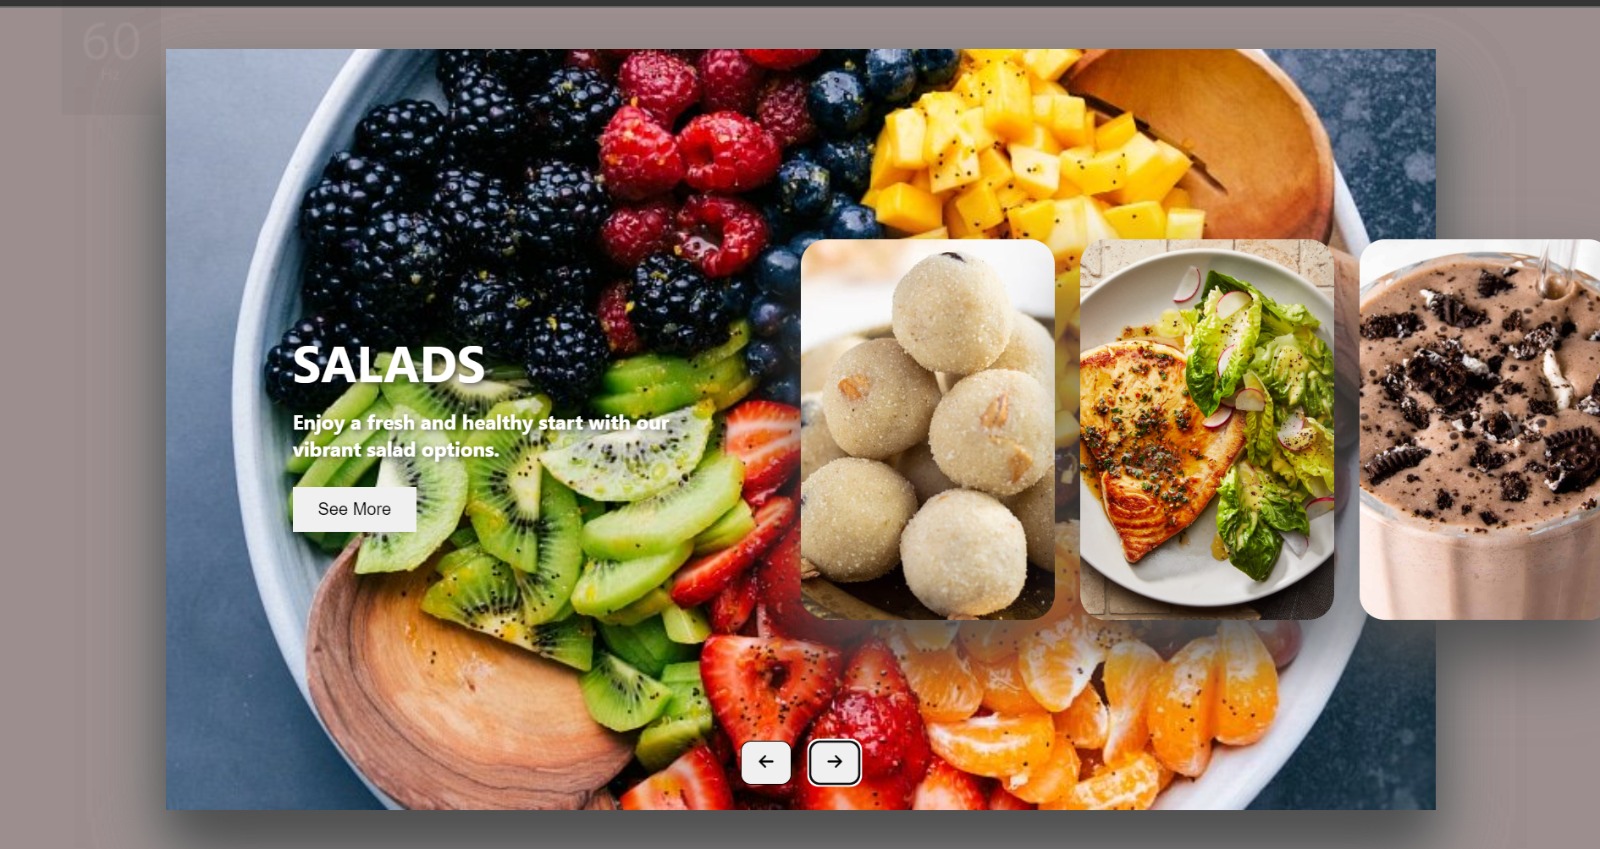 60
Hz
SALADS
Enjoy a fresh and healthy start with our
vibrant salad options.
See More